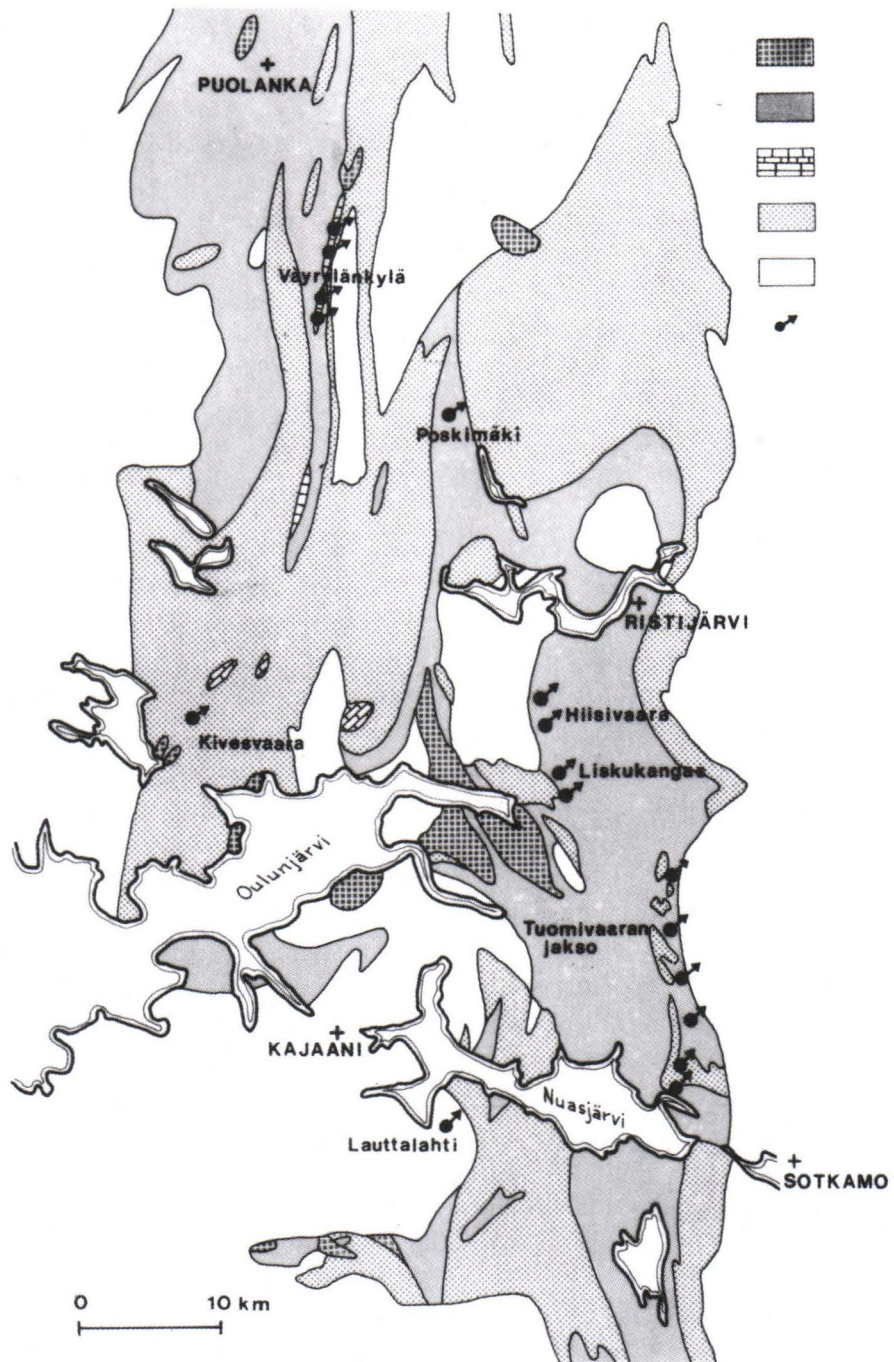 PUOLANKA
Väyrylänkylä
Poskimäki
RISTIJÄRVI
Hiisivaara
Kivesvaara
Liskukangas
Oulunjärvi
Tuomivaaran
jakso
KAJAANI
Nuasjärvi
Lauttalahti
SOTKAMO
0 10 km